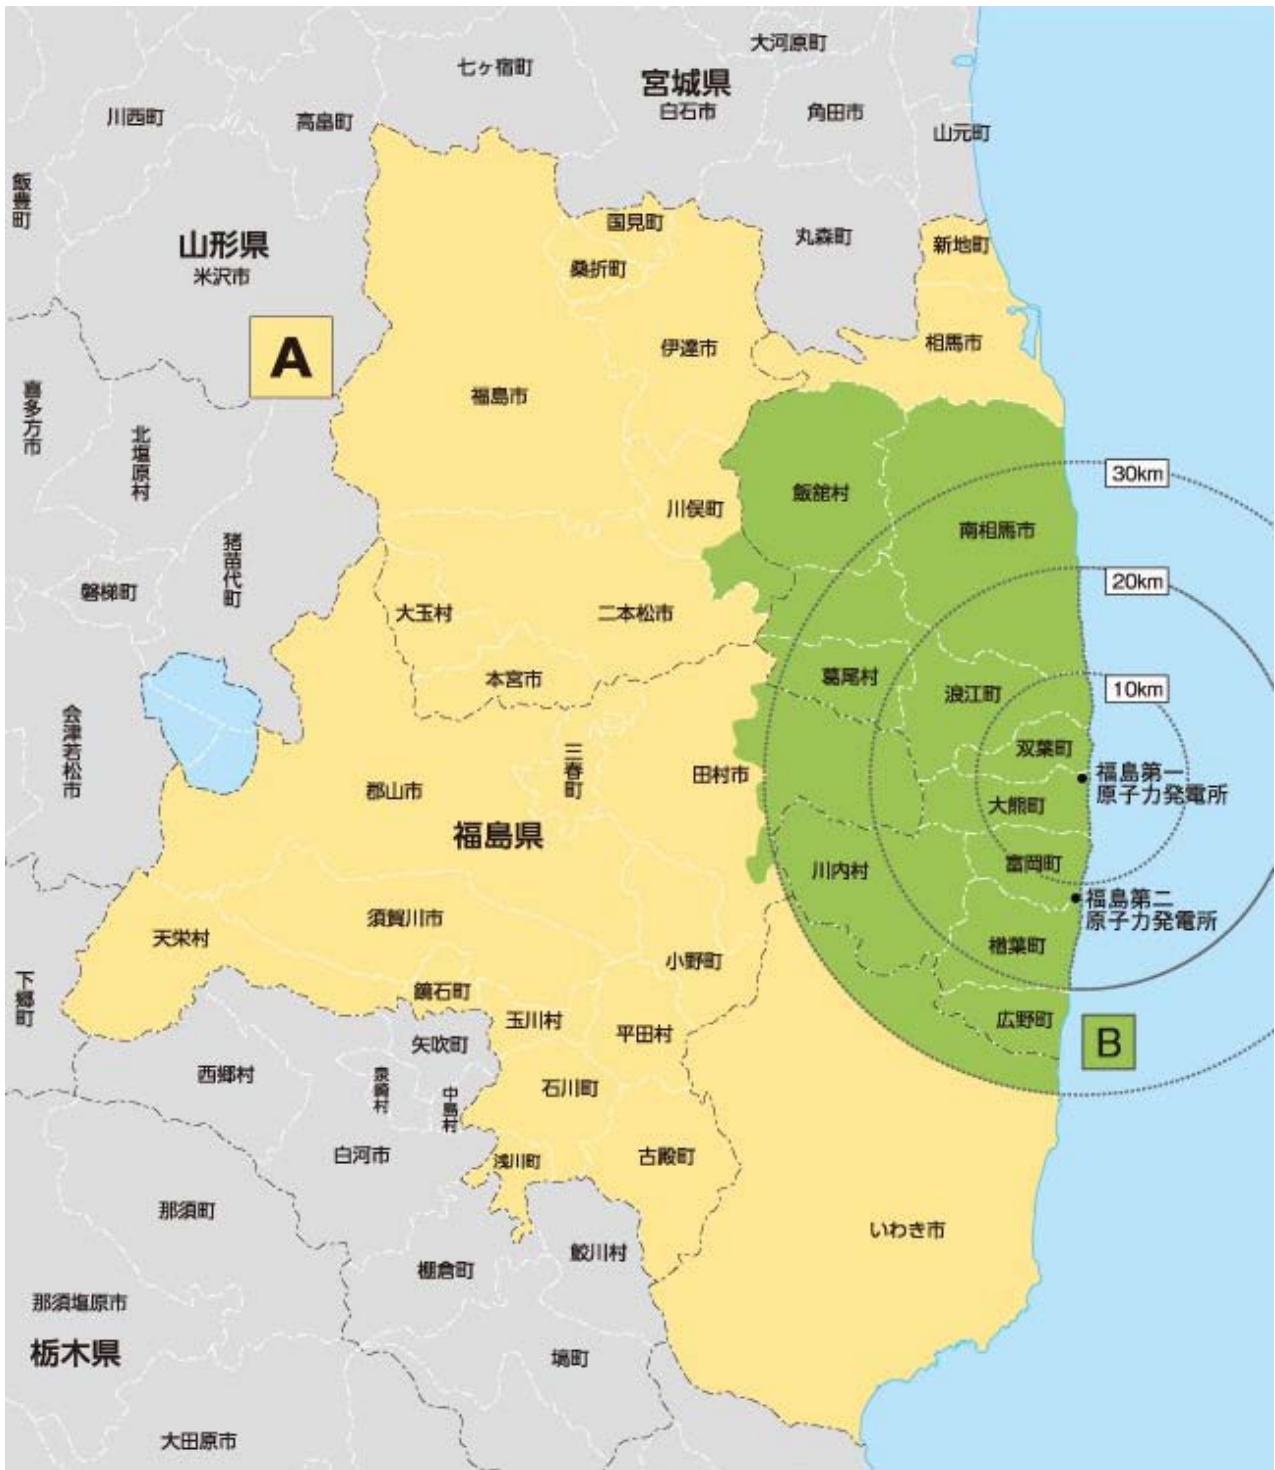 大河原町
七ヶ宿町
宮城県
白石市
川西町
高畠町
角田市
山元町
飯豊町
国見町
丸森町
新地町
山形県
米沢市
桑折町
A
伊達市
相馬市
喜多方市
福島市
北塩原村
30km
飯舘村
川俣町
南相馬市
猪苗代町
20km
磐梯町
大玉村
二本松市
本宮市
葛尾村
浪江町
10km
会津若松市
三春町
双葉町
田村市
福島第一
原子力発電所
郡山市
大熊町
福島県
川内村
富岡町
福島第二
原子力発電所
須賀川市
天栄村
楢葉町
小野町
下郷町
鏡石町
玉川村
平田村
広野町
B
矢吹町
西郷村
泉崎村
中島村
石川町
白河市
浅川町
古殿町
那須町
いわき市
鮫川村
棚倉町
那須塩原市
栃木県
塙町
大田原市